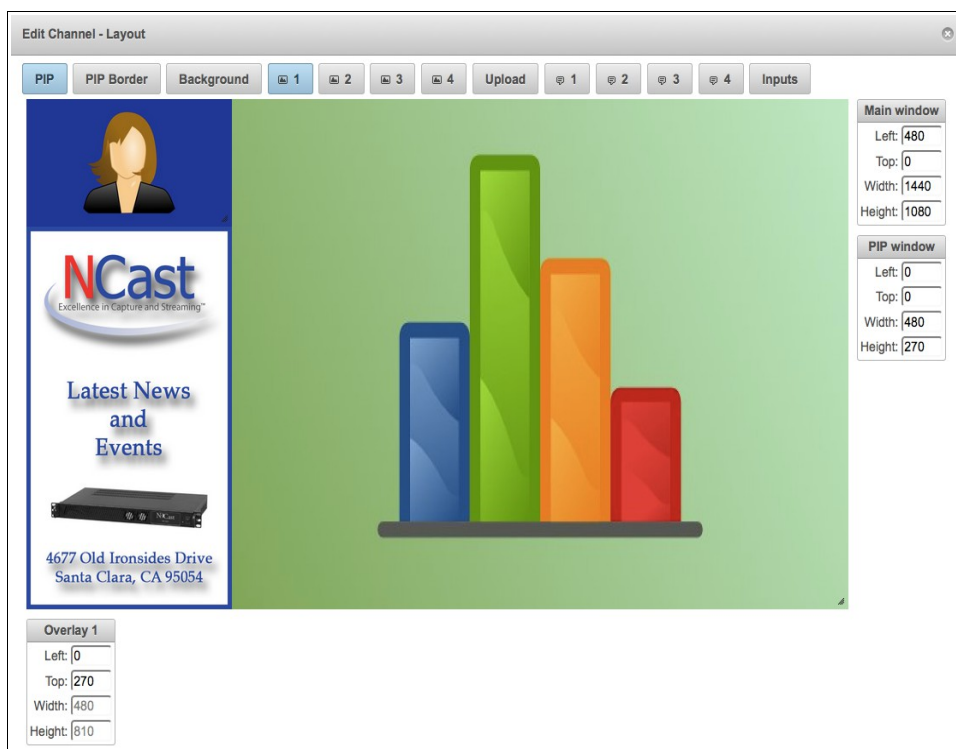 Edit Channel - Layout
PIP PIP Border Background 1 2 3 4 Upload 1 2 3 4 Inputs
NCast
Excellence in Capture and Streaming™
Latest News
and
Events
NCast
4677 Old Ironsides Drive
Santa Clara, CA 95054
Main window
Left: 480
Top: 0
Width: 1440
Height: 1080
PIP window
Left: 0
Top: 0
Width: 480
Height: 270
Overlay 1
Left: 0
Top: 270
Width: 480
Height: 810